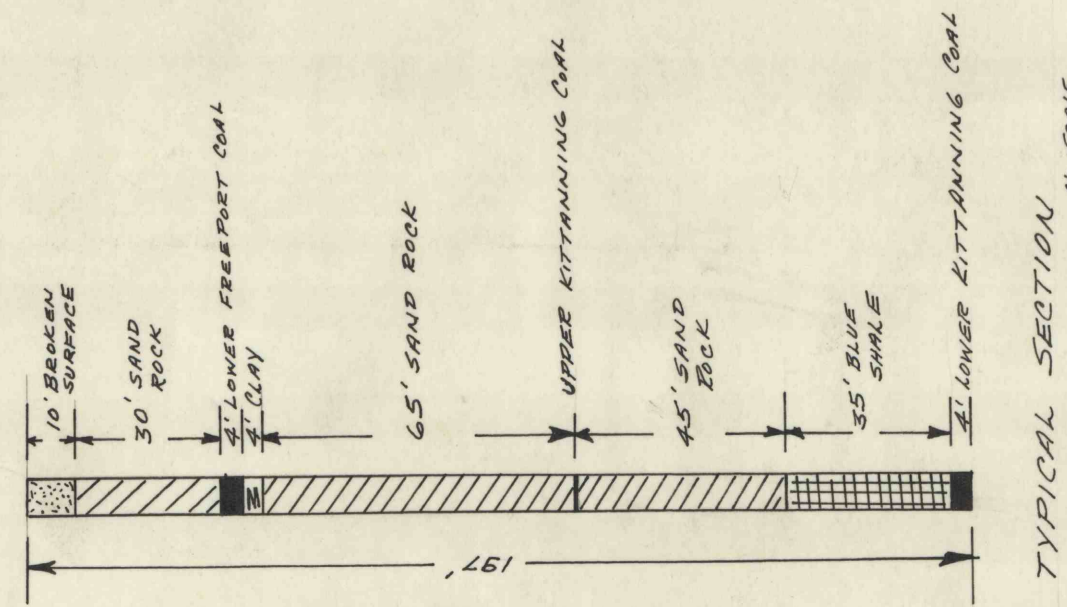 10' BROKEN
SURFACE
30' SAND
ROCK
4' LOWER FREEPORT COAL
4' CLAY
65' SAND ROCK
UPPER KITTANNING COAL
45' SAND
ROCK
35' BLUE
SHALE
4' LOWER KITTANNING COAL
197'
TYPICAL SECTION